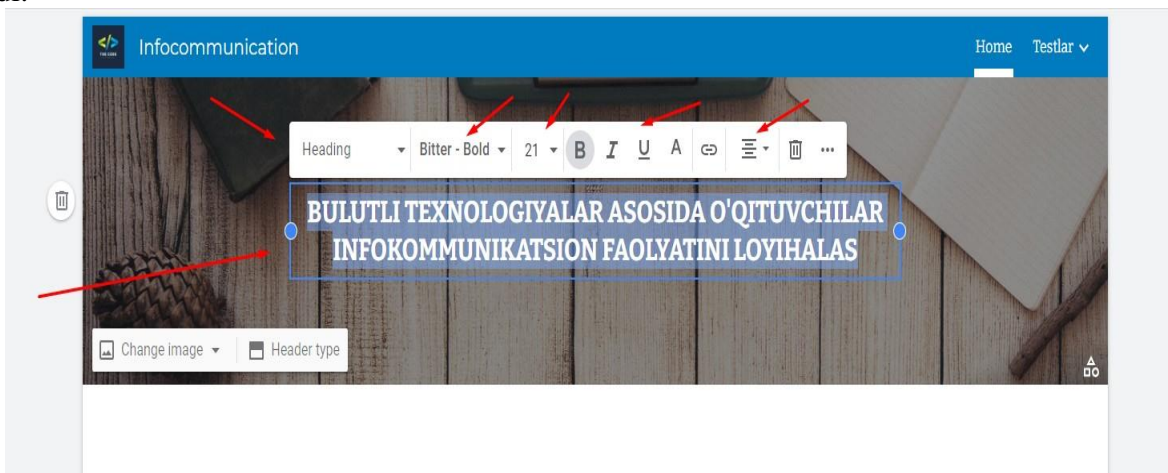 Infocommunication
Home Testlar
Heading Bitter - Bold 21 B I U A
BULUTLI TEXNOLOGIYALAR ASOSIDA O'QITUVCHILAR
INFOKOMMUNIKATSION FAOLYATINI LOYIHALAS
Change image Header type